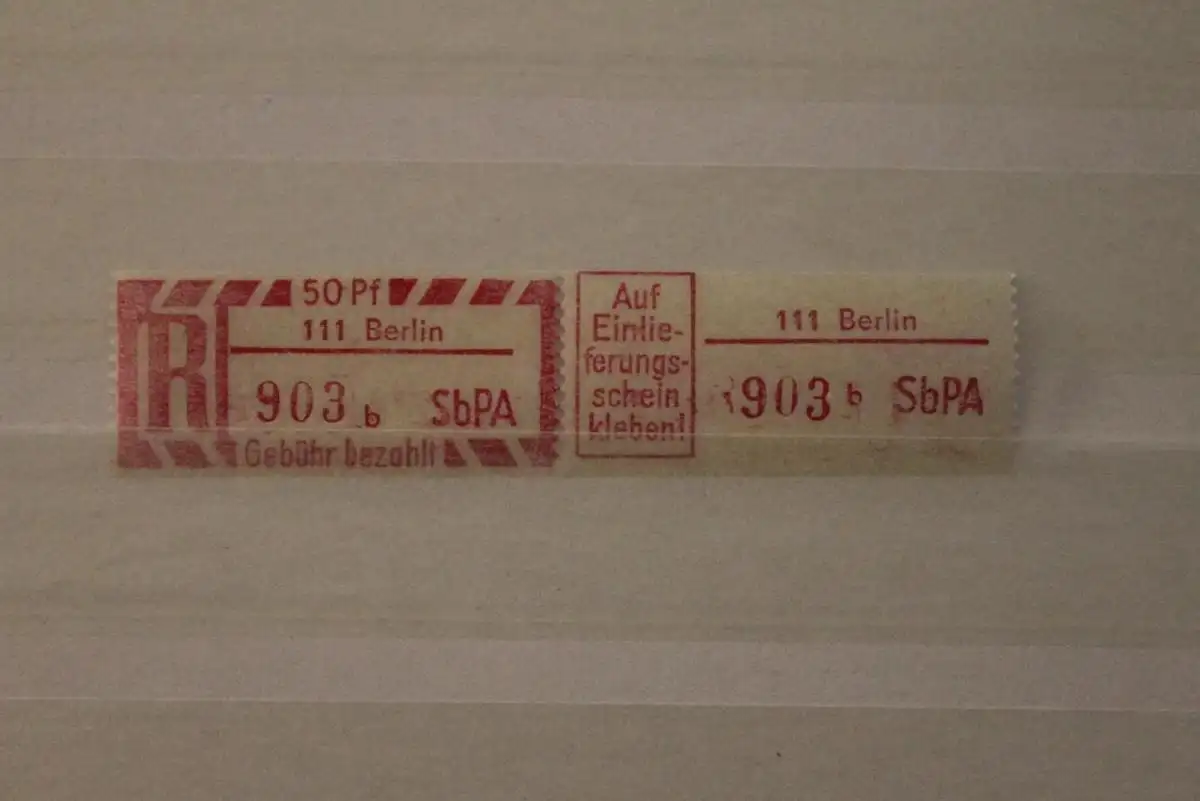 50 Pf
R
111 Berlin
903 b SbPA
Gebühr bezahlt
Auf
Einlie-
ferungs-
schein
kleben!
111 Berlin
903 b SbPA